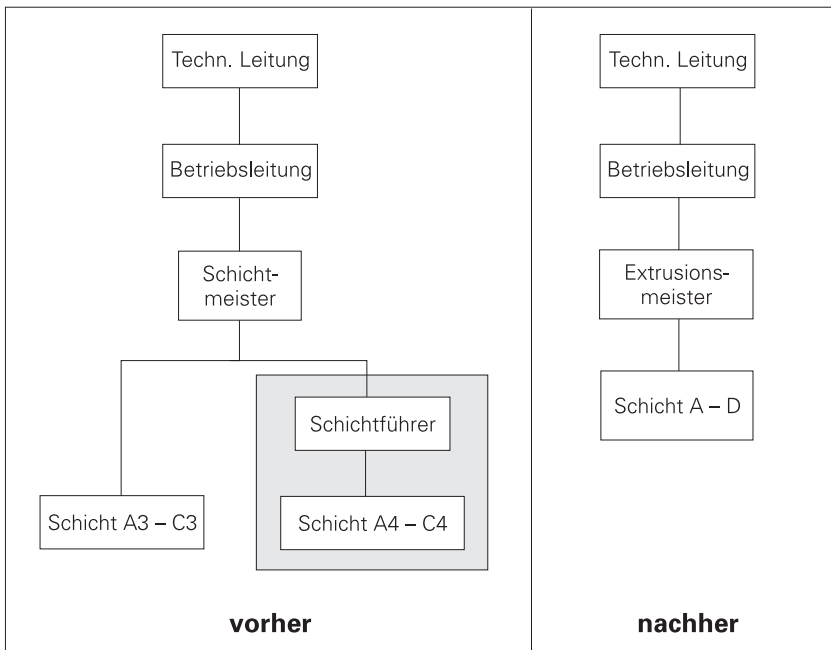 Techn. Leitung
Betriebsleitung
Schicht-
meister
Schichtführer
Schicht A3 – C3
Schicht A4 – C4
vorher
Techn. Leitung
Betriebsleitung
Extrusions-
meister
Schicht A – D
nachher